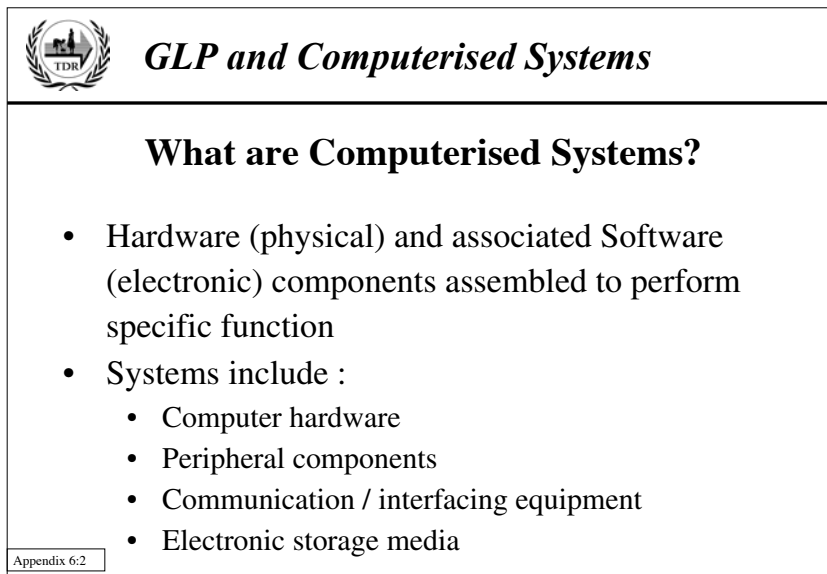 TDR
GLP and Computerised Systems
What are Computerised Systems?
• Hardware (physical) and associated Software
(electronic) components assembled to perform
specific function
• Systems include :
• Computer hardware
• Peripheral components
• Communication / interfacing equipment
• Electronic storage media
Appendix 6:2